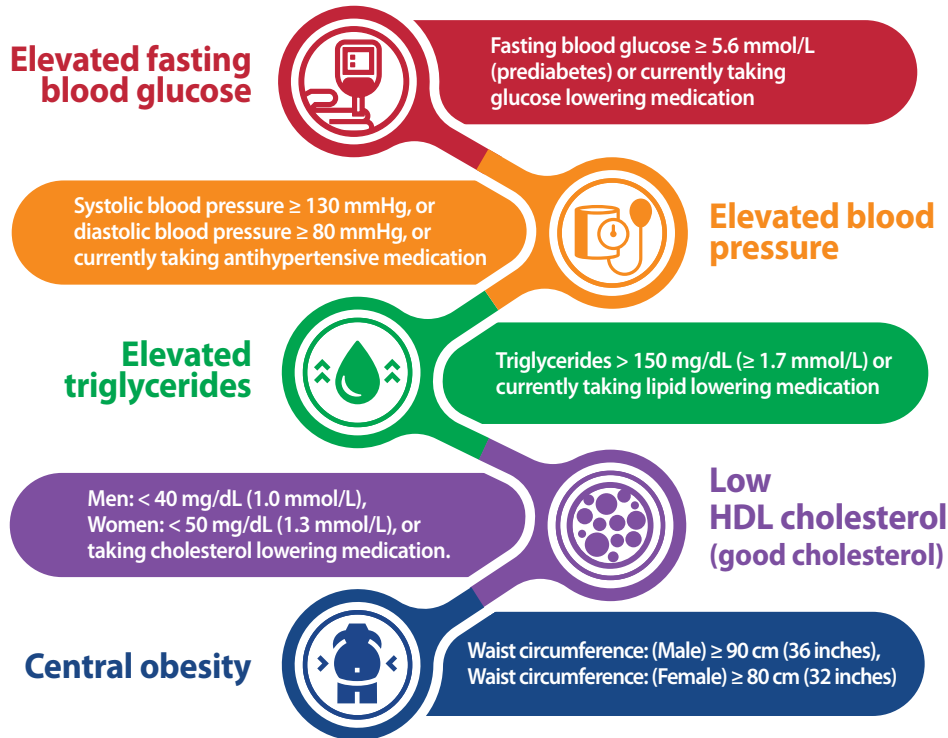 Elevated fasting
blood glucose
Fasting blood glucose ≥ 5.6 mmol/L
(prediabetes) or currently taking
glucose lowering medication
Systolic blood pressure ≥ 130 mmHg, or
diastolic blood pressure ≥ 80 mmHg, or
currently taking antihypertensive medication
Elevated blood
pressure
Elevated
triglycerides
Triglycerides > 150 mg/dL (≥ 1.7 mmol/L) or
currently taking lipid lowering medication
Men: < 40 mg/dL (1.0 mmol/L),
Women: < 50 mg/dL (1.3 mmol/L), or
taking cholesterol lowering medication.
Low
HDL cholesterol
(good cholesterol)
Central obesity
Waist circumference: (Male) ≥ 90 cm (36 inches),
Waist circumference: (Female) ≥ 80 cm (32 inches)